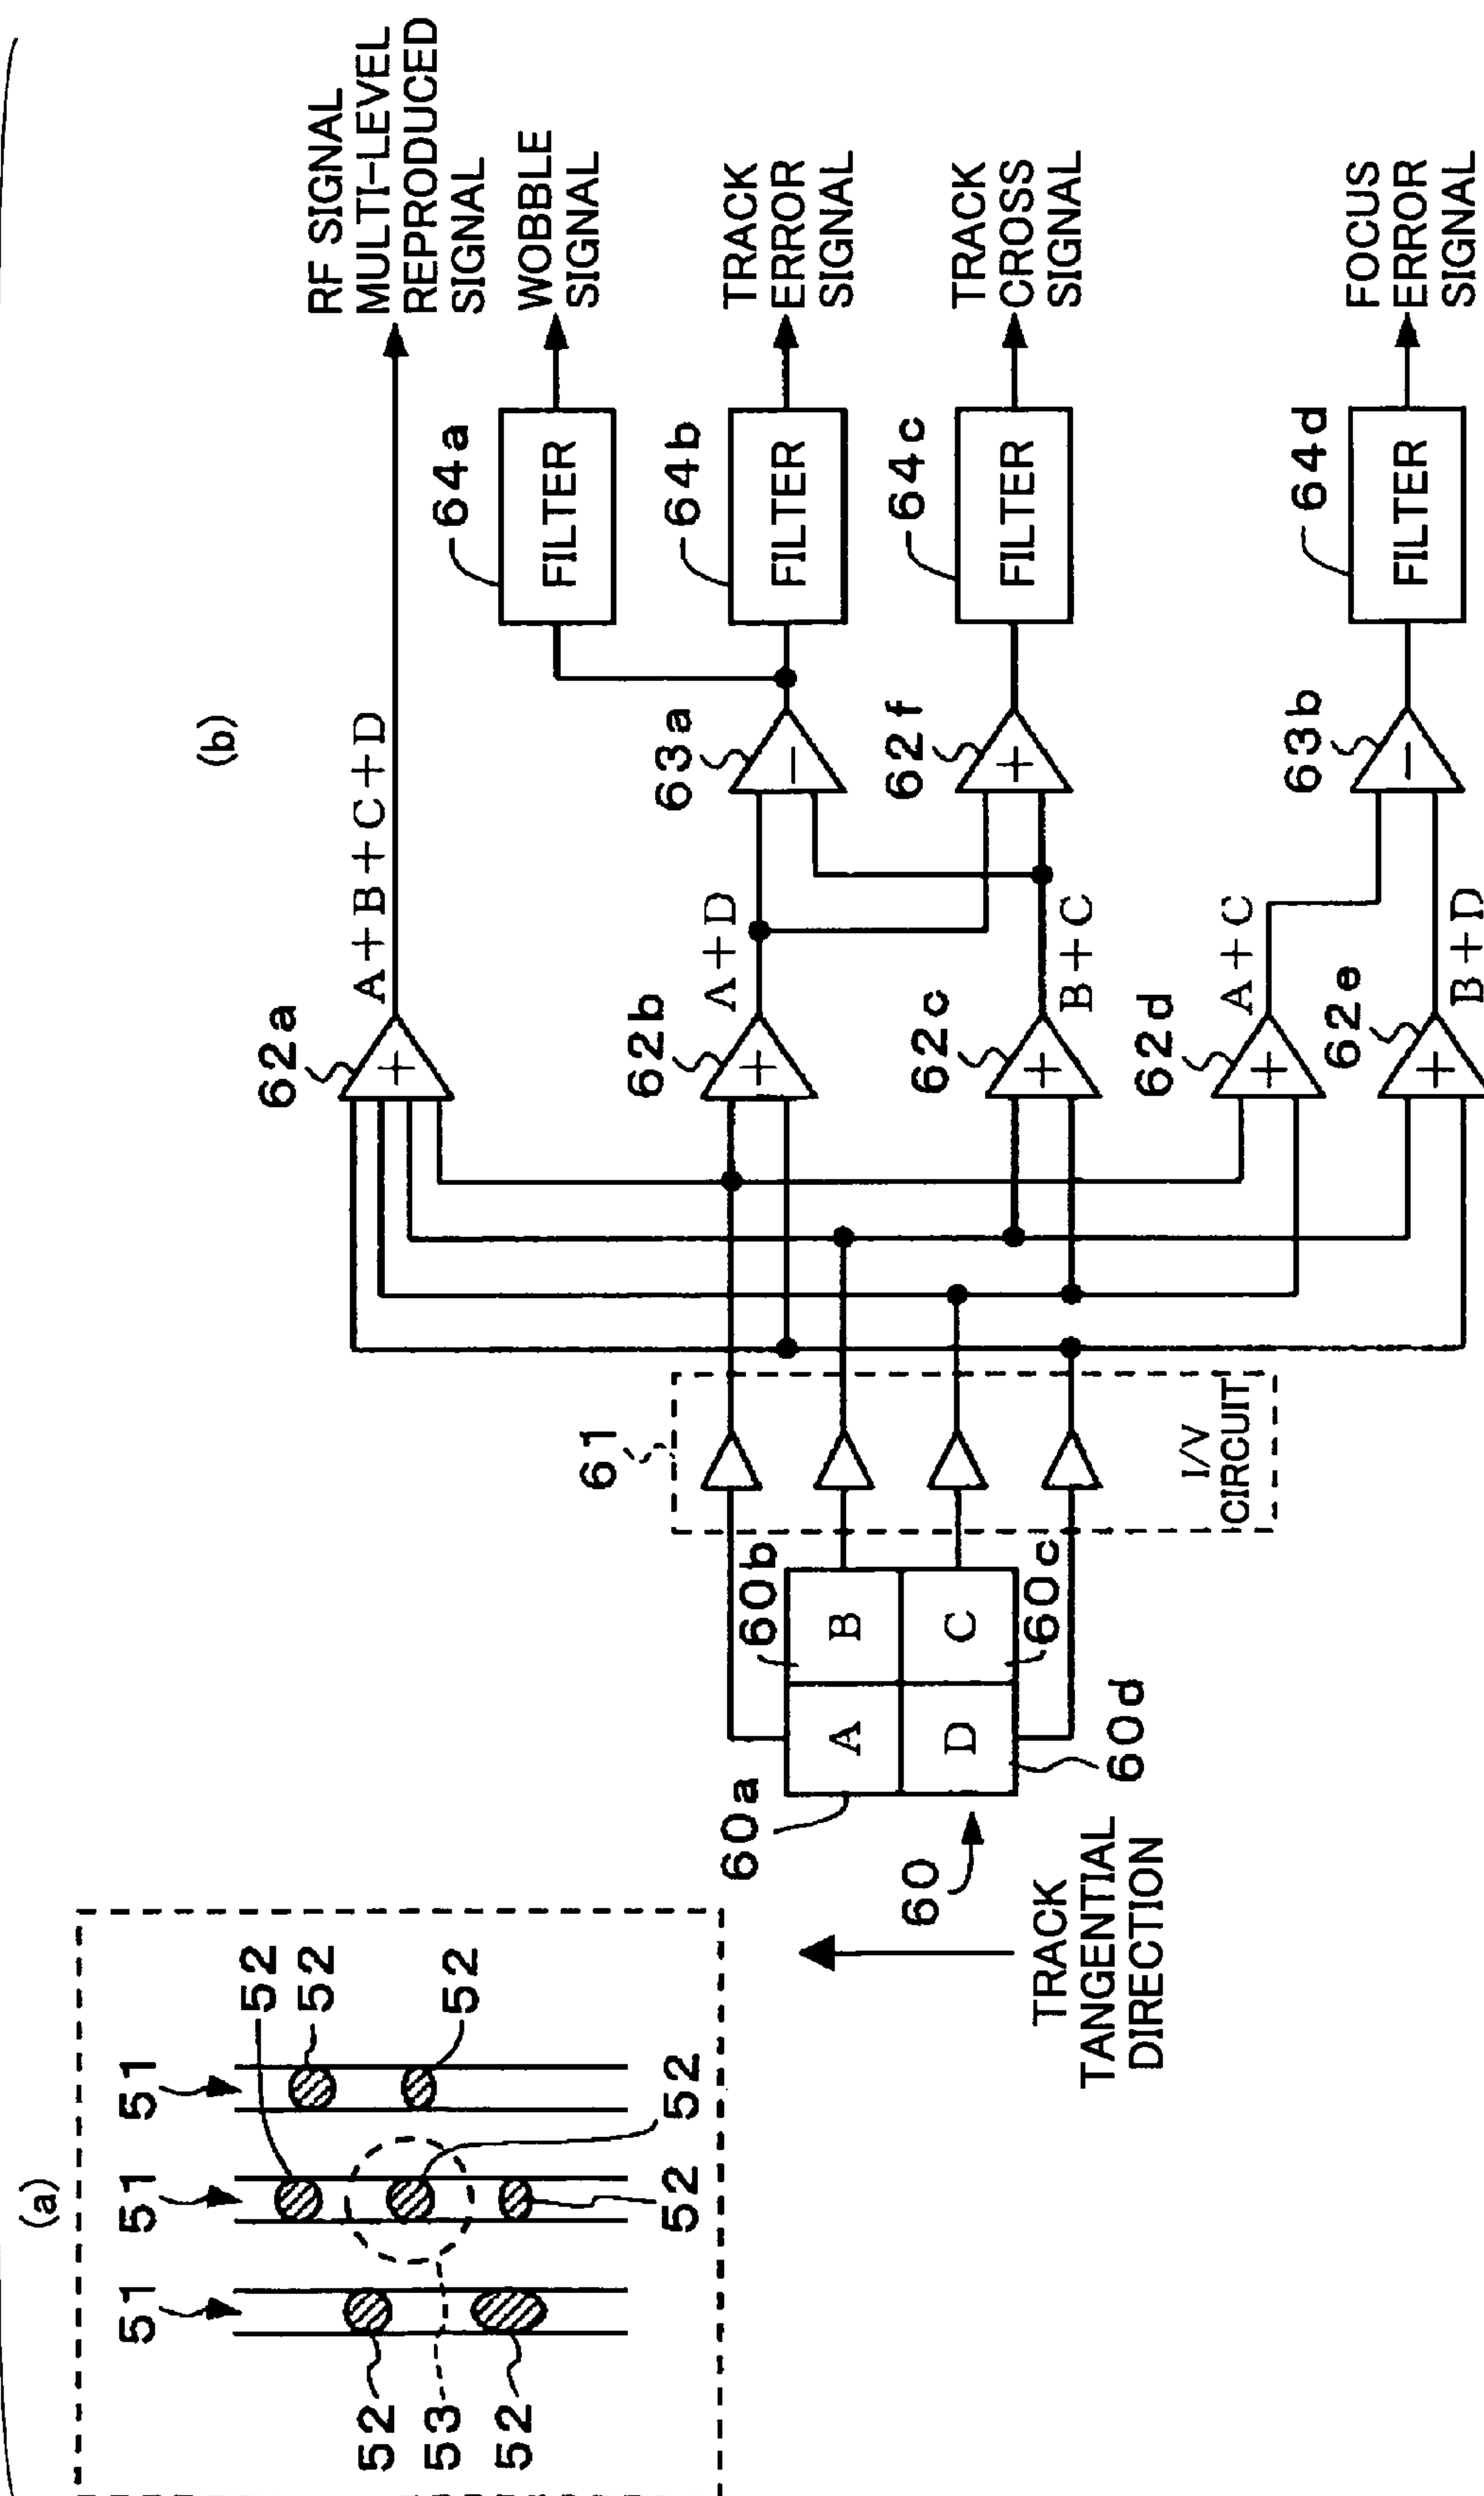 (a)
51
51
51
52
52
52
52
52
52
53
52
(b)
60
60a
60b
60c
60d
A
B
D
C
TRACK
TANGENTIAL
DIRECTION
61
I/V
CIRCUIT
62a
A+B+C+D
RF SIGNAL
MULTI-LEVEL
REPRODUCED
SIGNAL
64a
FILTER
WOBBLE
SIGNAL
62b
A+D
63a
64b
FILTER
TRACK
ERROR
SIGNAL
62c
B+C
62f
64c
FILTER
TRACK
CROSS
SIGNAL
62d
A+C
62e
B+D
63b
64d
FILTER
FOCUS
ERROR
SIGNAL
+
+
+
+
+
−
+
−